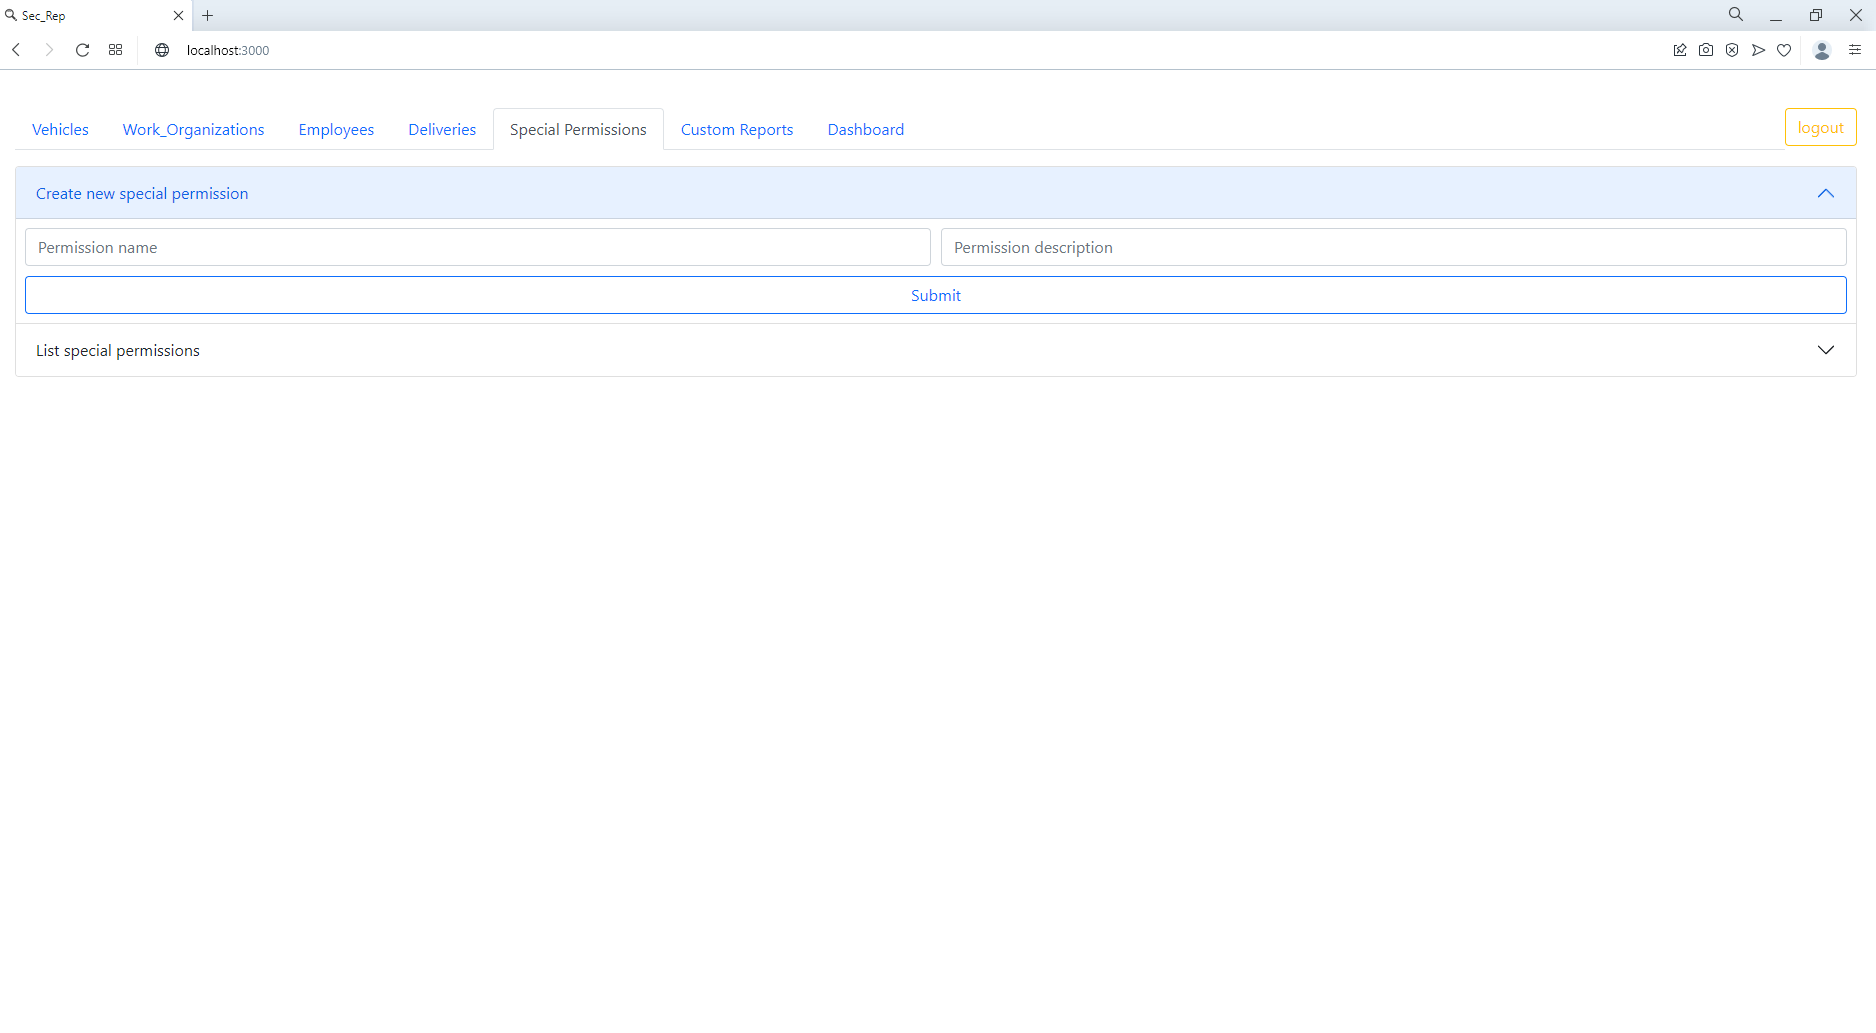 Sec_Rep
localhost:3000
Vehicles Work_Organizations Employees Deliveries Special Permissions Custom Reports Dashboard logout
Create new special permission
Permission name Permission description
Submit
List special permissions